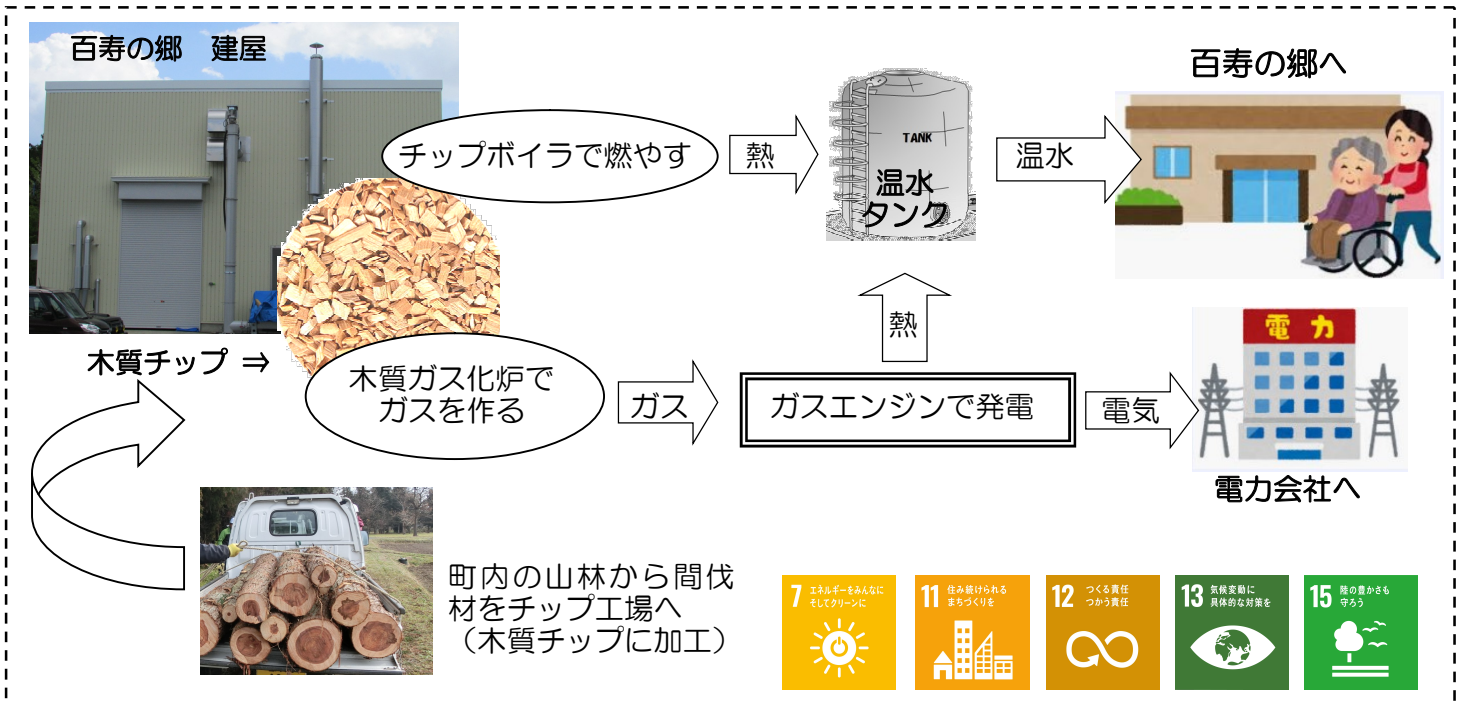 百寿の郷　建屋
百寿の郷へ
チップボイラで燃やす
熱
TANK
温水
タンク
温水
熱
電力
木質チップ ⇒
木質ガス化炉で
ガスを作る
ガス
ガスエンジンで発電
電気
電力会社へ
町内の山林から間伐
材をチップ工場へ
（木質チップに加工）
7 エネルギーをみんなに
そしてクリーンに
11 住み続けられる
まちづくりを
12 つくる責任
つかう責任
13 気候変動に
具体的な対策を
15 陸の豊かさも
守ろう